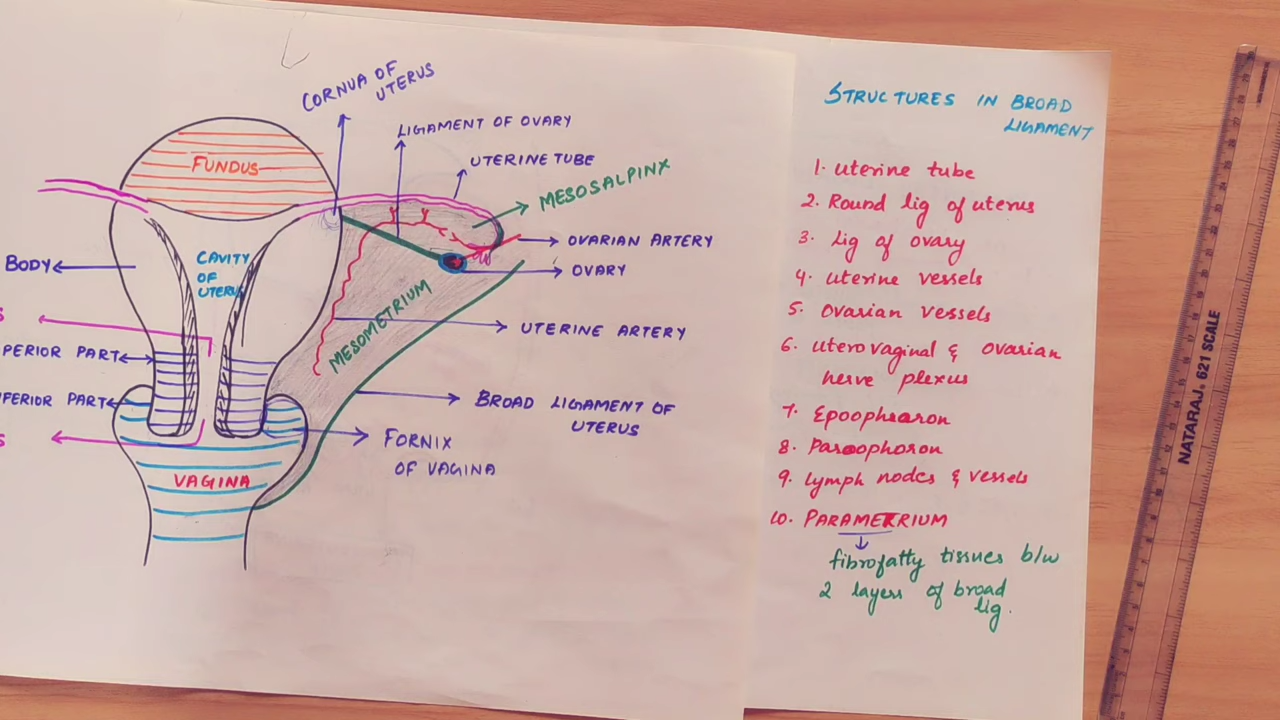 CORNUA OF
UTERUS
LIGAMENT OF OVARY
UTERINE TUBE
MESOSALPINX
FUNDUS
OVARIAN ARTERY
OVARY
BODY
CAVITY
OF
UTERUS
MESOMETRIUM
UTERINE ARTERY
S
PERIOR PART
FERIOR PART
BROAD LIGAMENT OF
UTERUS
S
FORNIX
OF VAGINA
VAGINA
STRUCTURES IN BROAD
LIGAMENT
1. Uterine tube
2. Round lig of uterus
3. Lig of ovary
4. Uterine vessels
5. Ovarian vessels
6. Uterovaginal & ovarian
nerve plexus
7. Epoophearon
8. Paroophoron
9. Lymph nodes & vessels
10. PARAMETRIUM
fibrofatty tissues b/w
2 layers of broad
lig.
NATARAJ® 621 SCALE